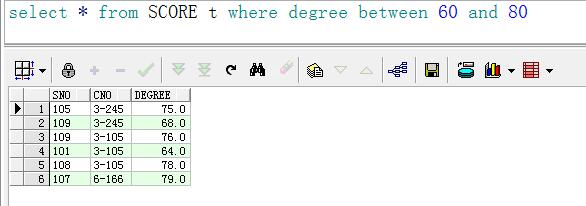 select * from SCORE t where degree between 60 and 80
SNO CNO DEGREE
1 105 3-245 75.0
2 109 3-245 68.0
3 109 3-105 76.0
4 101 3-105 64.0
5 108 3-105 78.0
6 107 6-166 79.0